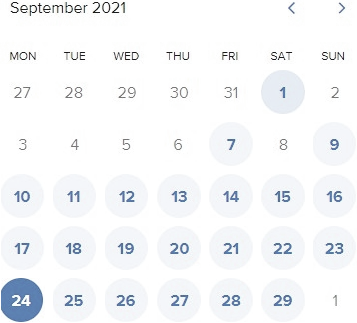 September 2021
MON TUE WED THU FRI SAT SUN
27 28 29 30 31 1 2
3 4 5 6 7 8 9
10 11 12 13 14 15 16
17 18 19 20 21 22 23
24 25 26 27 28 29 1